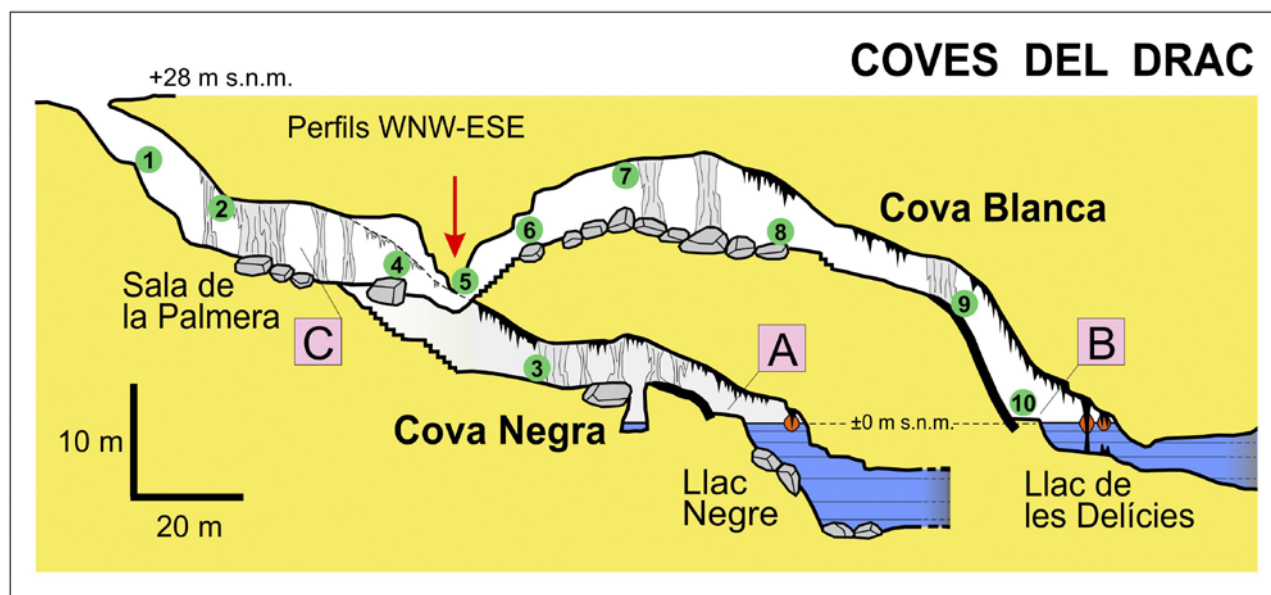 COVES DEL DRAC
+28 m s.n.m.
Perfils WNW-ESE
1
2
7
Cova Blanca
6
8
4
5
Sala de
la Palmera
9
C
A
B
3
10
Cova Negra
±0 m s.n.m.
10 m
20 m
Llac
Negre
Llac de
les Delícies